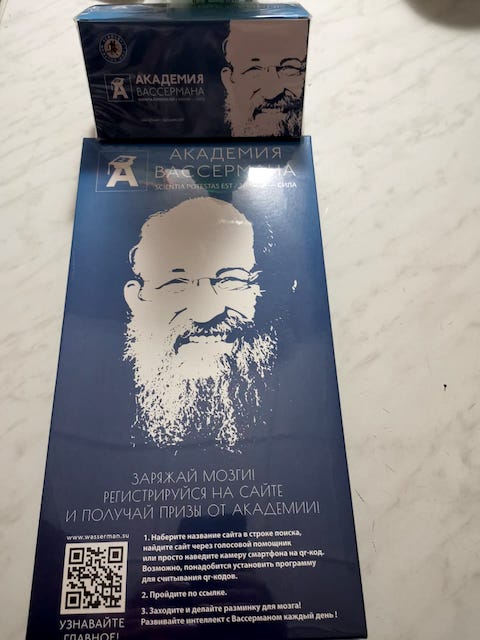 АКАДЕМИЯ
ВАССЕРМАНА
А
АКАДЕМИЯ
ВАССЕРМАНА
SCIENTIA POTESTAS EST / СИЛА
А
ЗАРЯЖАЙ МОЗГИ!
РЕГИСТРИРУЙСЯ НА САЙТЕ
И ПОЛУЧАЙ ПРИЗЫ ОТ АКАДЕМИИ!
www.wasserman.su
1. Наберите название сайта в строке поиска,
найдите сайт через голосовой помощник
или просто наведите камеру смартфона на qr-код.
Возможно, понадобится установить программу
для считывания qr-кодов.
2. Пройдите по ссылке.
3. Заходите и делайте разминку для мозга!
Развивайте интеллект с Вассерманом каждый день !
УЗНАВАЙТЕ
ГЛАВНОЕ!